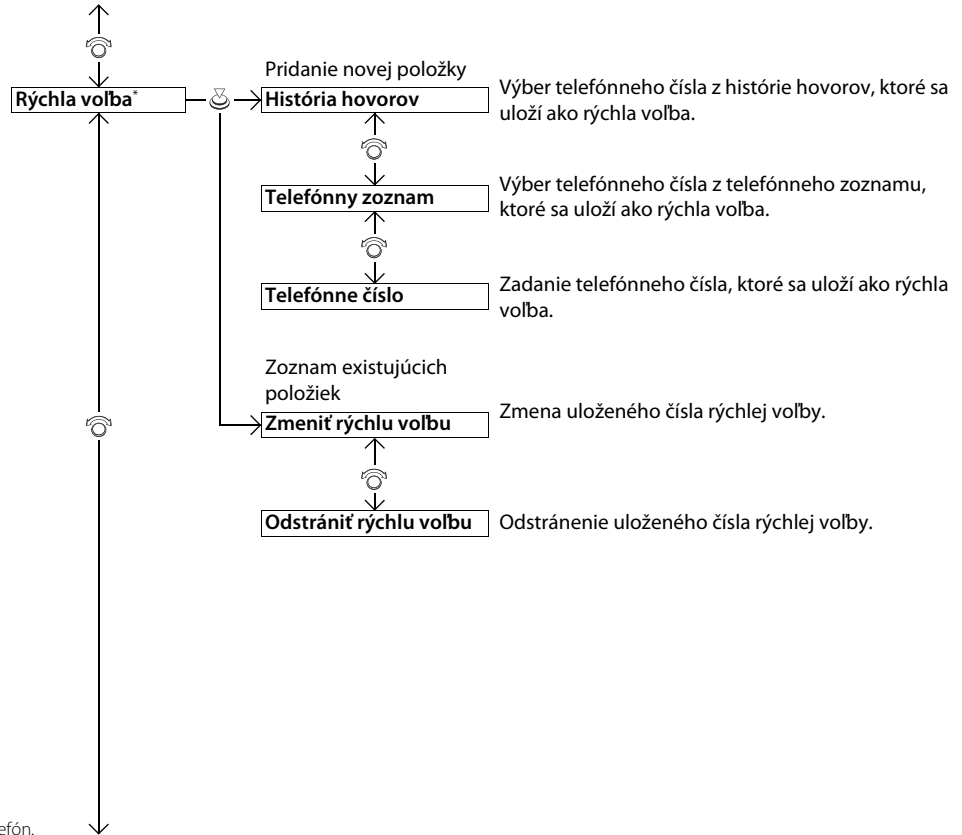 Rýchla voľba*
Pridanie novej položky
História hovorov
Výber telefónneho čísla z histórie hovorov, ktoré sa
uloží ako rýchla voľba.
Telefónny zoznam
Výber telefónneho čísla z telefónneho zoznamu,
ktoré sa uloží ako rýchla voľba.
Telefónne číslo
Zadanie telefónneho čísla, ktoré sa uloží ako rýchla
voľba.
Zoznam existujúcich
položiek
Zmeniť rýchlu voľbu
Zmena uloženého čísla rýchlej voľby.
Odstrániť rýchlu voľbu
Odstránenie uloženého čísla rýchlej voľby.